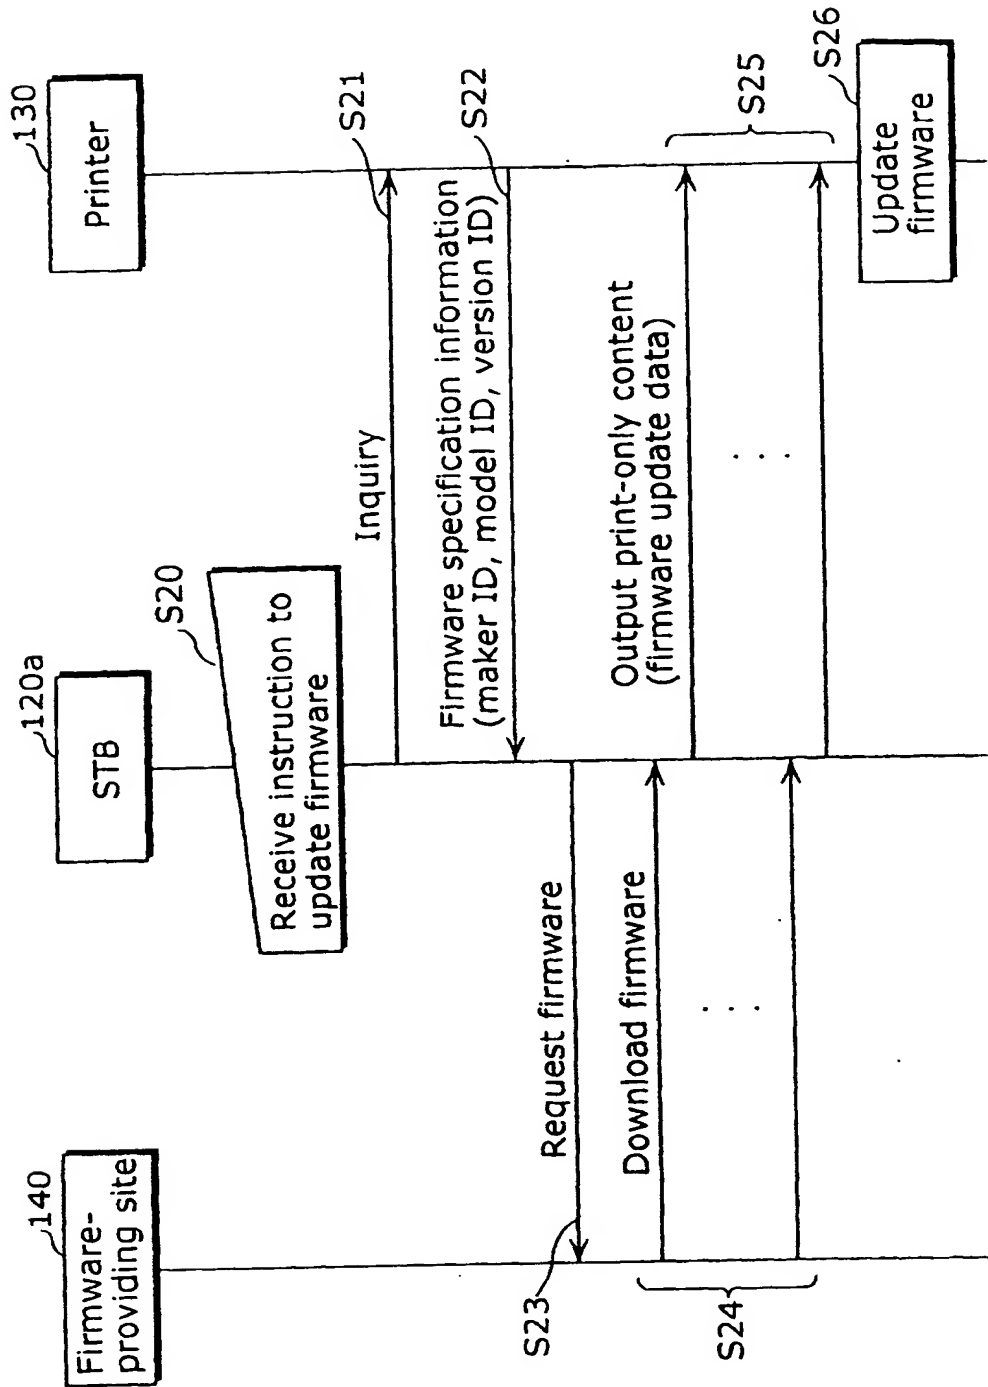 140
Firmware-
providing site
120a
STB
130
Printer
S20
Receive instruction to
update firmware
Inquiry
S21
Firmware specification information
(maker ID, model ID, version ID)
S22
Request firmware
S23
Download firmware
. . .
S24
Output print-only content
(firmware update data)
. . .
S25
Update
firmware
S26